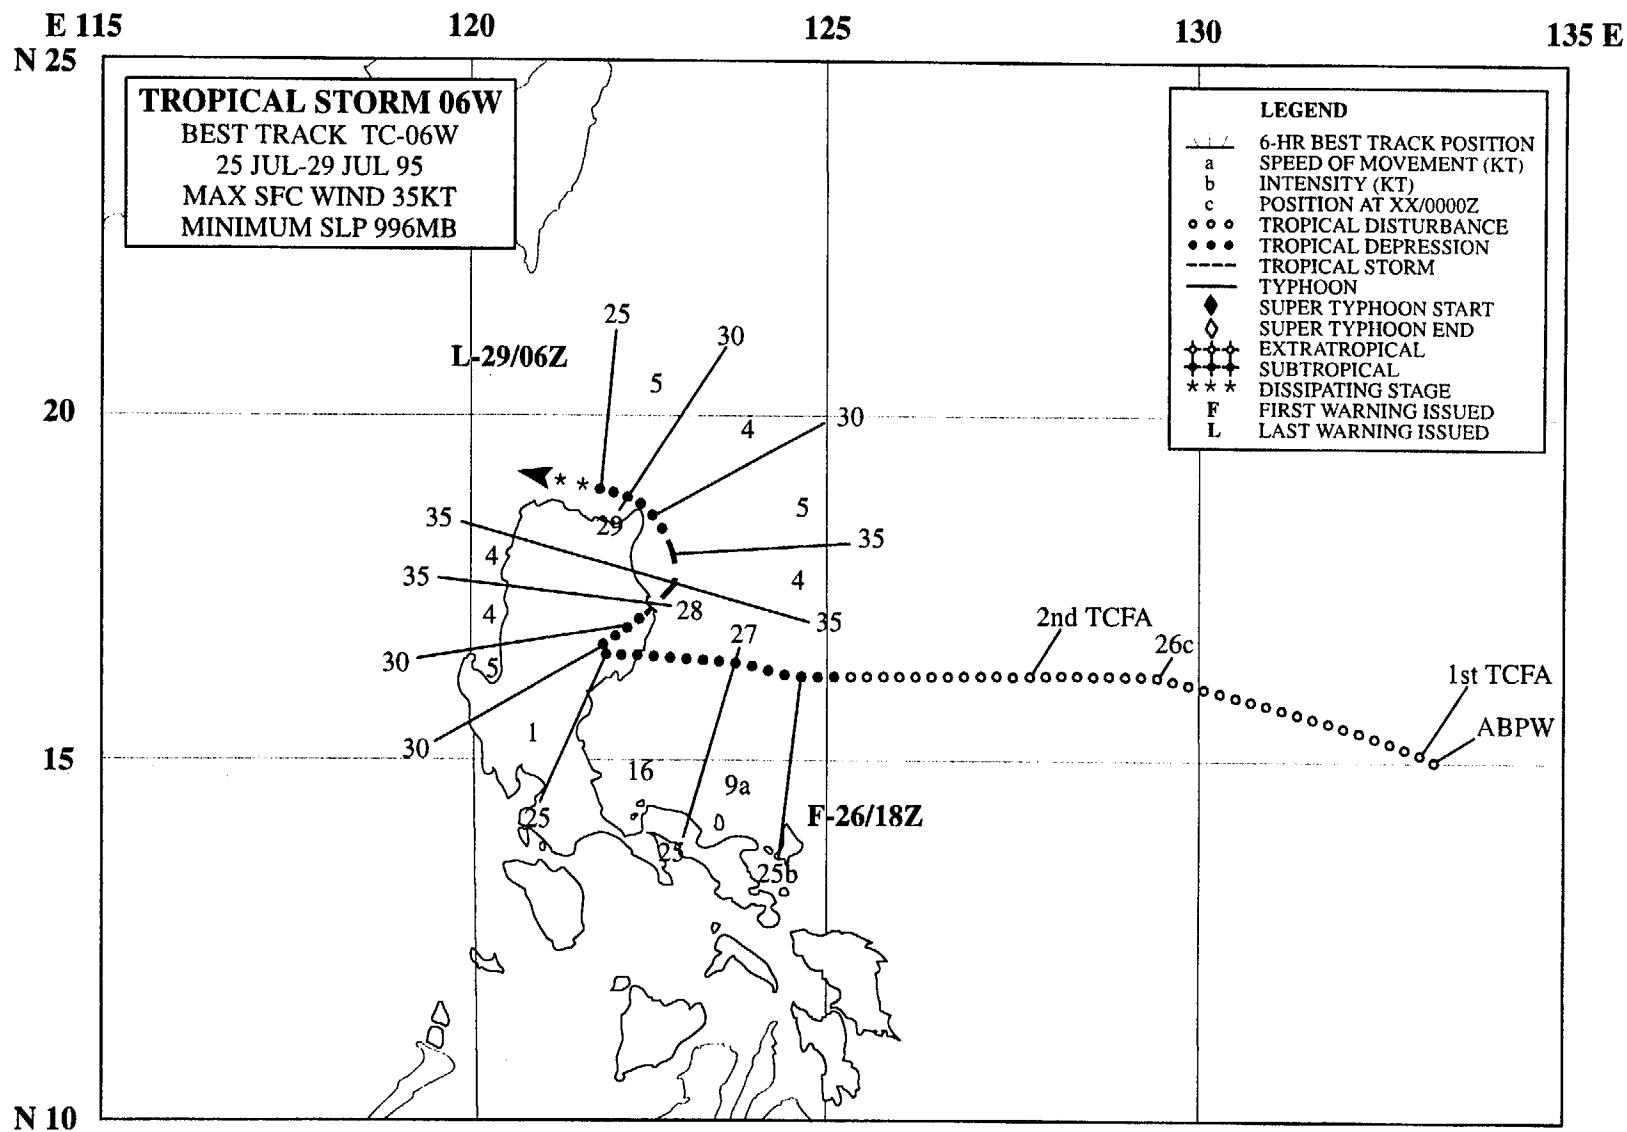 E 115 120 125 130 135 E
N 25
TROPICAL STORM 06W
BEST TRACK TC-06W
25 JUL-29 JUL 95
MAX SFC WIND 35KT
MINIMUM SLP 996MB
LEGEND
6-HR BEST TRACK POSITION
a SPEED OF MOVEMENT (KT)
b INTENSITY (KT)
c POSITION AT XX/0000Z
TROPICAL DISTURBANCE
TROPICAL DEPRESSION
TROPICAL STORM
TYPHOON
SUPER TYPHOON START
SUPER TYPHOON END
EXTRATROPICAL
SUBTROPICAL
*** DISSIPATING STAGE
F FIRST WARNING ISSUED
L LAST WARNING ISSUED
25
30
L-29/06Z
5
20
30
4
* *
5
35
29
35
4
35
4
28
4
35
2nd TCFA
27
26c
30
5
1st TCFA
ABPW
1
30
15
16
9a
25
F-26/18Z
25
25b
N 10